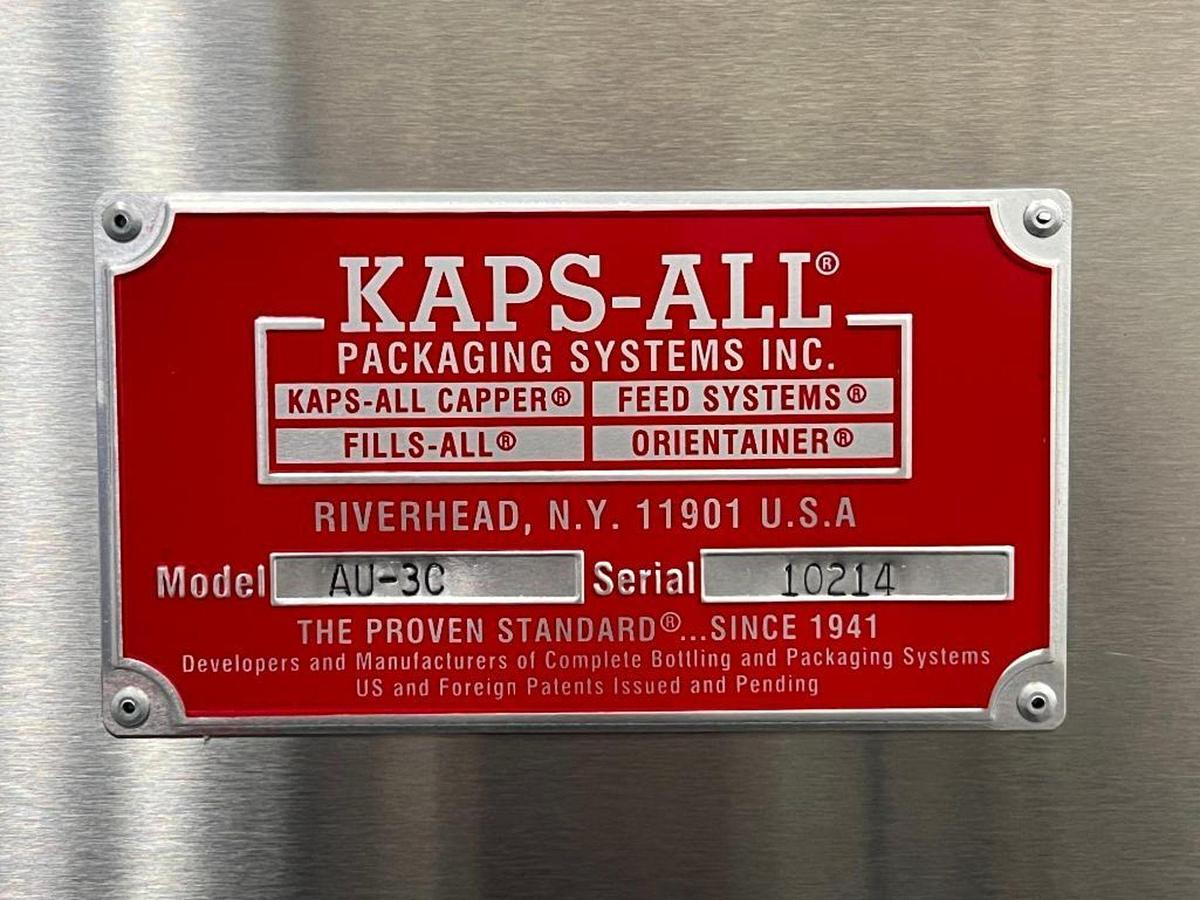 KAPS-ALL®
PACKAGING SYSTEMS INC.
KAPS-ALL CAPPER® FEED SYSTEMS®
FILLS-ALL® ORIENTAINER®
RIVERHEAD, N.Y. 11901 U.S.A
Model AU-3C Serial 10214
THE PROVEN STANDARD®...SINCE 1941
Developers and Manufacturers of Complete Bottling and Packaging Systems
US and Foreign Patents Issued and Pending